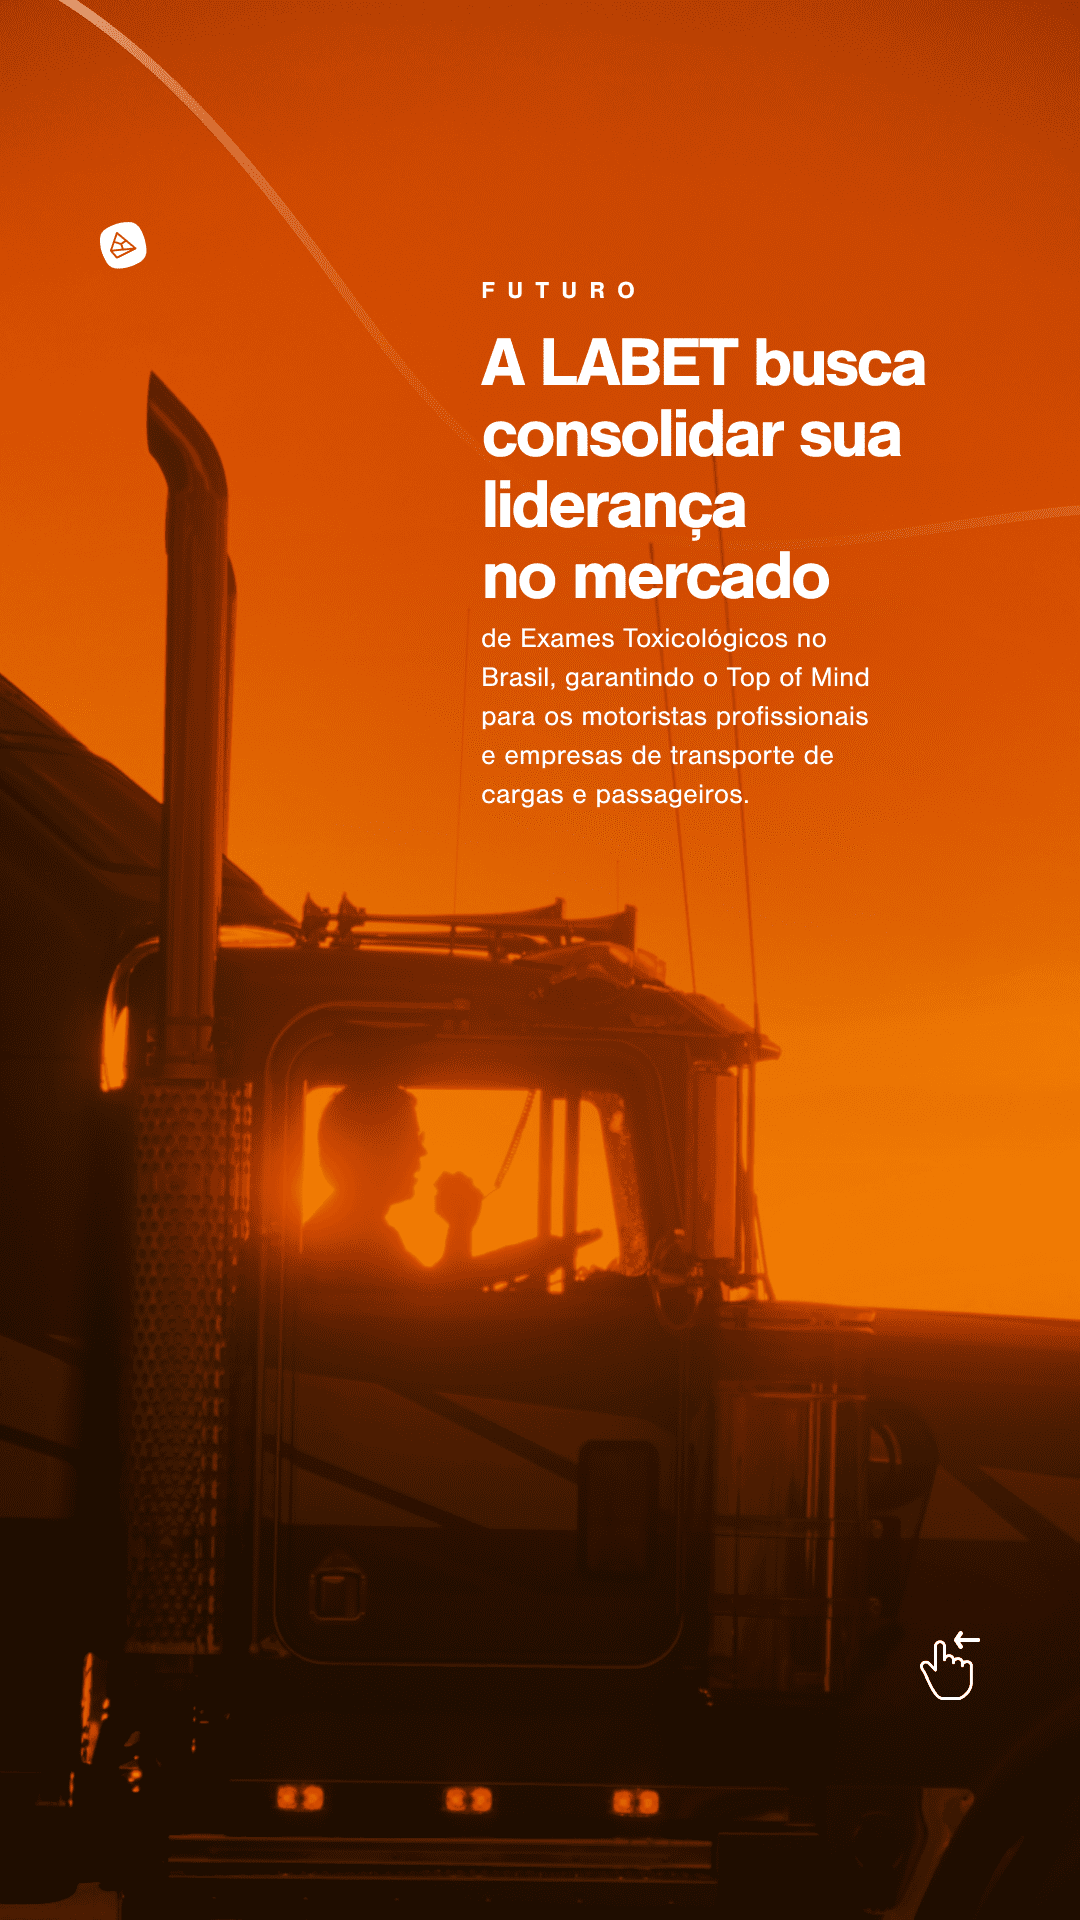 FUTURO
A LABET busca
consolidar sua
liderança
no mercado
de Exames Toxicológicos no
Brasil, garantindo o Top of Mind
para os motoristas profissionais
e empresas de transporte de
cargas e passageiros.